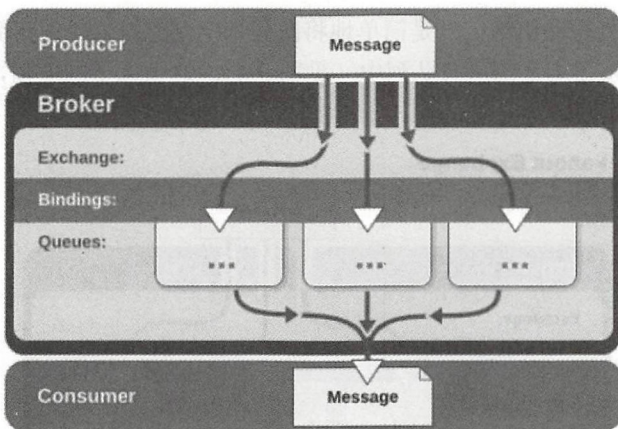 Producer
Message
Broker
Exchange:
Bindings:
Queues:
...
...
...
Consumer
Message